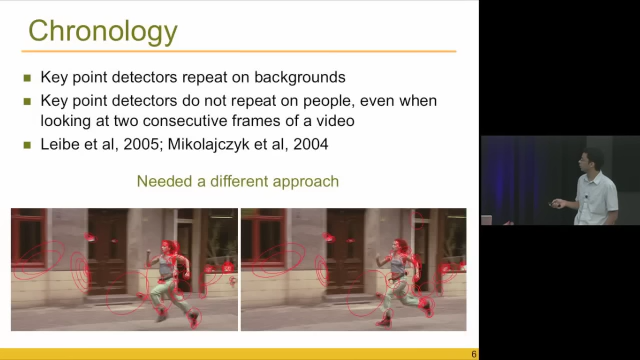 Chronology
Key point detectors repeat on backgrounds
Key point detectors do not repeat on people, even when
looking at two consecutive frames of a video
Leibe et al, 2005; Mikolajczyk et al, 2004
Needed a different approach
6